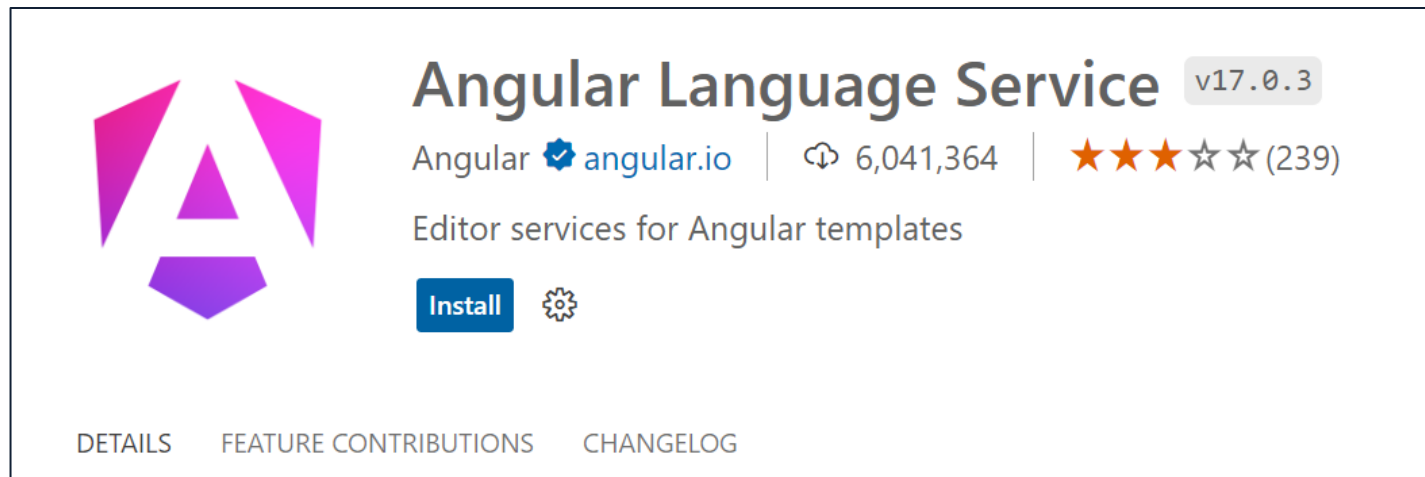 Angular Language Service v17.0.3
Angular angular.io 6,041,364 (239)
Editor services for Angular templates
Install
DETAILS FEATURE CONTRIBUTIONS CHANGELOG